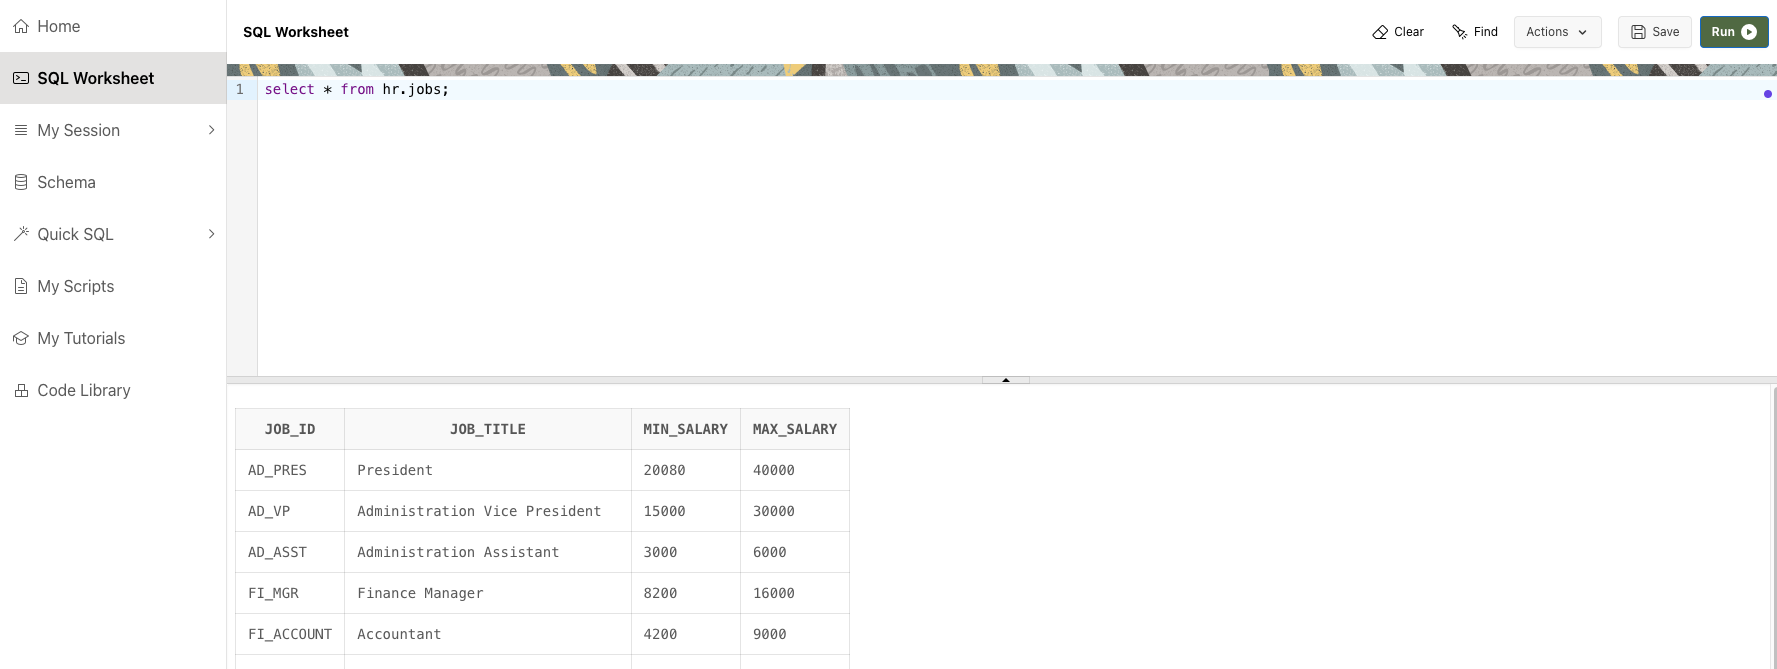 Home
SQL Worksheet
My Session
Schema
Quick SQL
My Scripts
My Tutorials
Code Library
SQL Worksheet
Clear
Find
Actions
Save
Run
1 select * from hr.jobs;
JOB_ID JOB_TITLE MIN_SALARY MAX_SALARY
AD_PRES President 20080 40000
AD_VP Administration Vice President 15000 30000
AD_ASST Administration Assistant 3000 6000
FI_MGR Finance Manager 8200 16000
FI_ACCOUNT Accountant 4200 9000